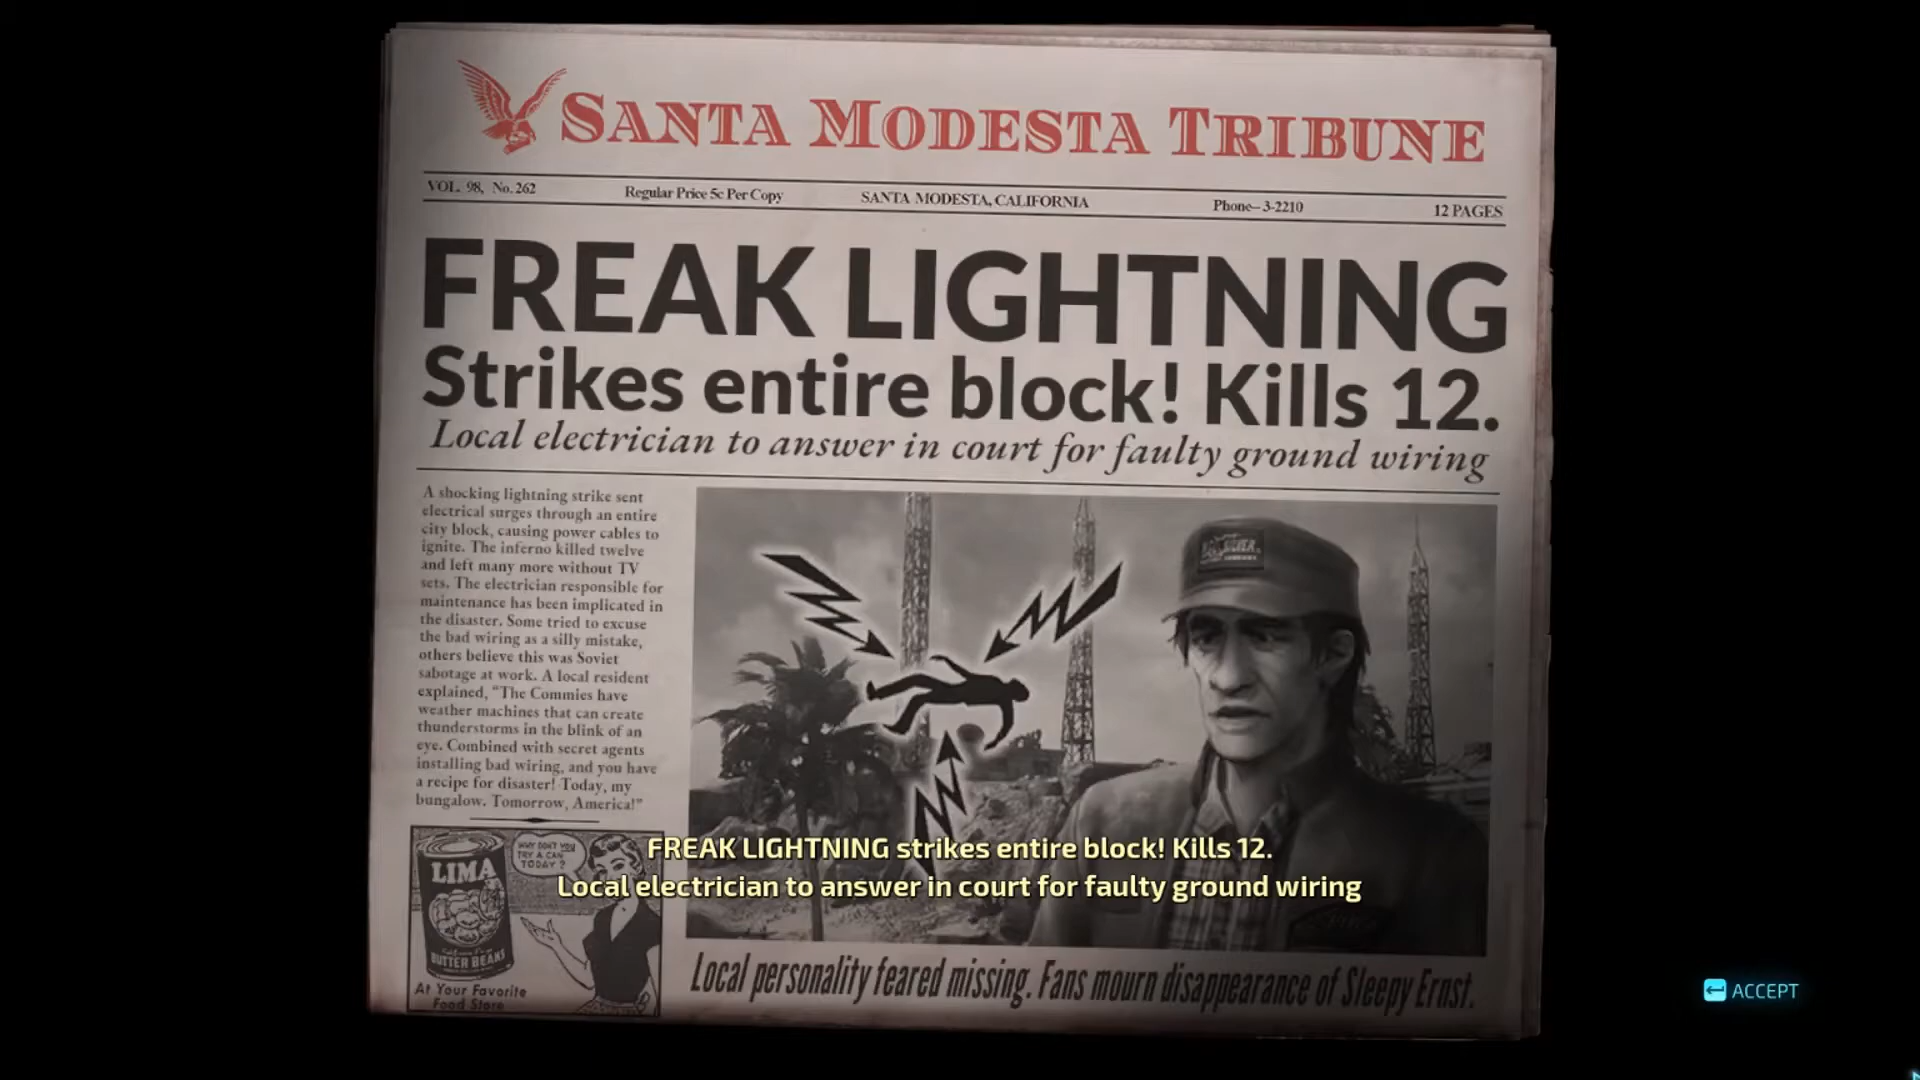 SANTA MODESTA TRIBUNE
VOL. 98, No. 262 Regular Price 5c Per Copy SANTA MODESTA, CALIFORNIA Phone– 3-2210 12 PAGES
FREAK LIGHTNING
Strikes entire block! Kills 12.
Local electrician to answer in court for faulty ground wiring
A shocking lightning strike sent
electrical surges through an entire
city block, causing power cables to
ignite. The inferno killed twelve
and left many more without TV
sets. The electrician responsible for
maintenance has been implicated in
the disaster. Some tried to excuse
the bad wiring as a silly mistake,
others believe this was Soviet
sabotage at work. A local resident
explained, “The Commies have
weather machines that can create
thunderstorms in the blink of an
eye. Combined with secret agents
installing bad wiring, and you have
a recipe for disaster! Today, my
bungalow. Tomorrow, America!”
WHY DON'T YOU
TRY A CAN
TODAY?
LIMA
BUTTER BEANS
At Your Favorite
Food Store
FREAK LIGHTNING strikes entire block! Kills 12.
Local electrician to answer in court for faulty ground wiring
Local personality feared missing. Fans mourn disappearance of Sleepy Ernst.
ACCEPT